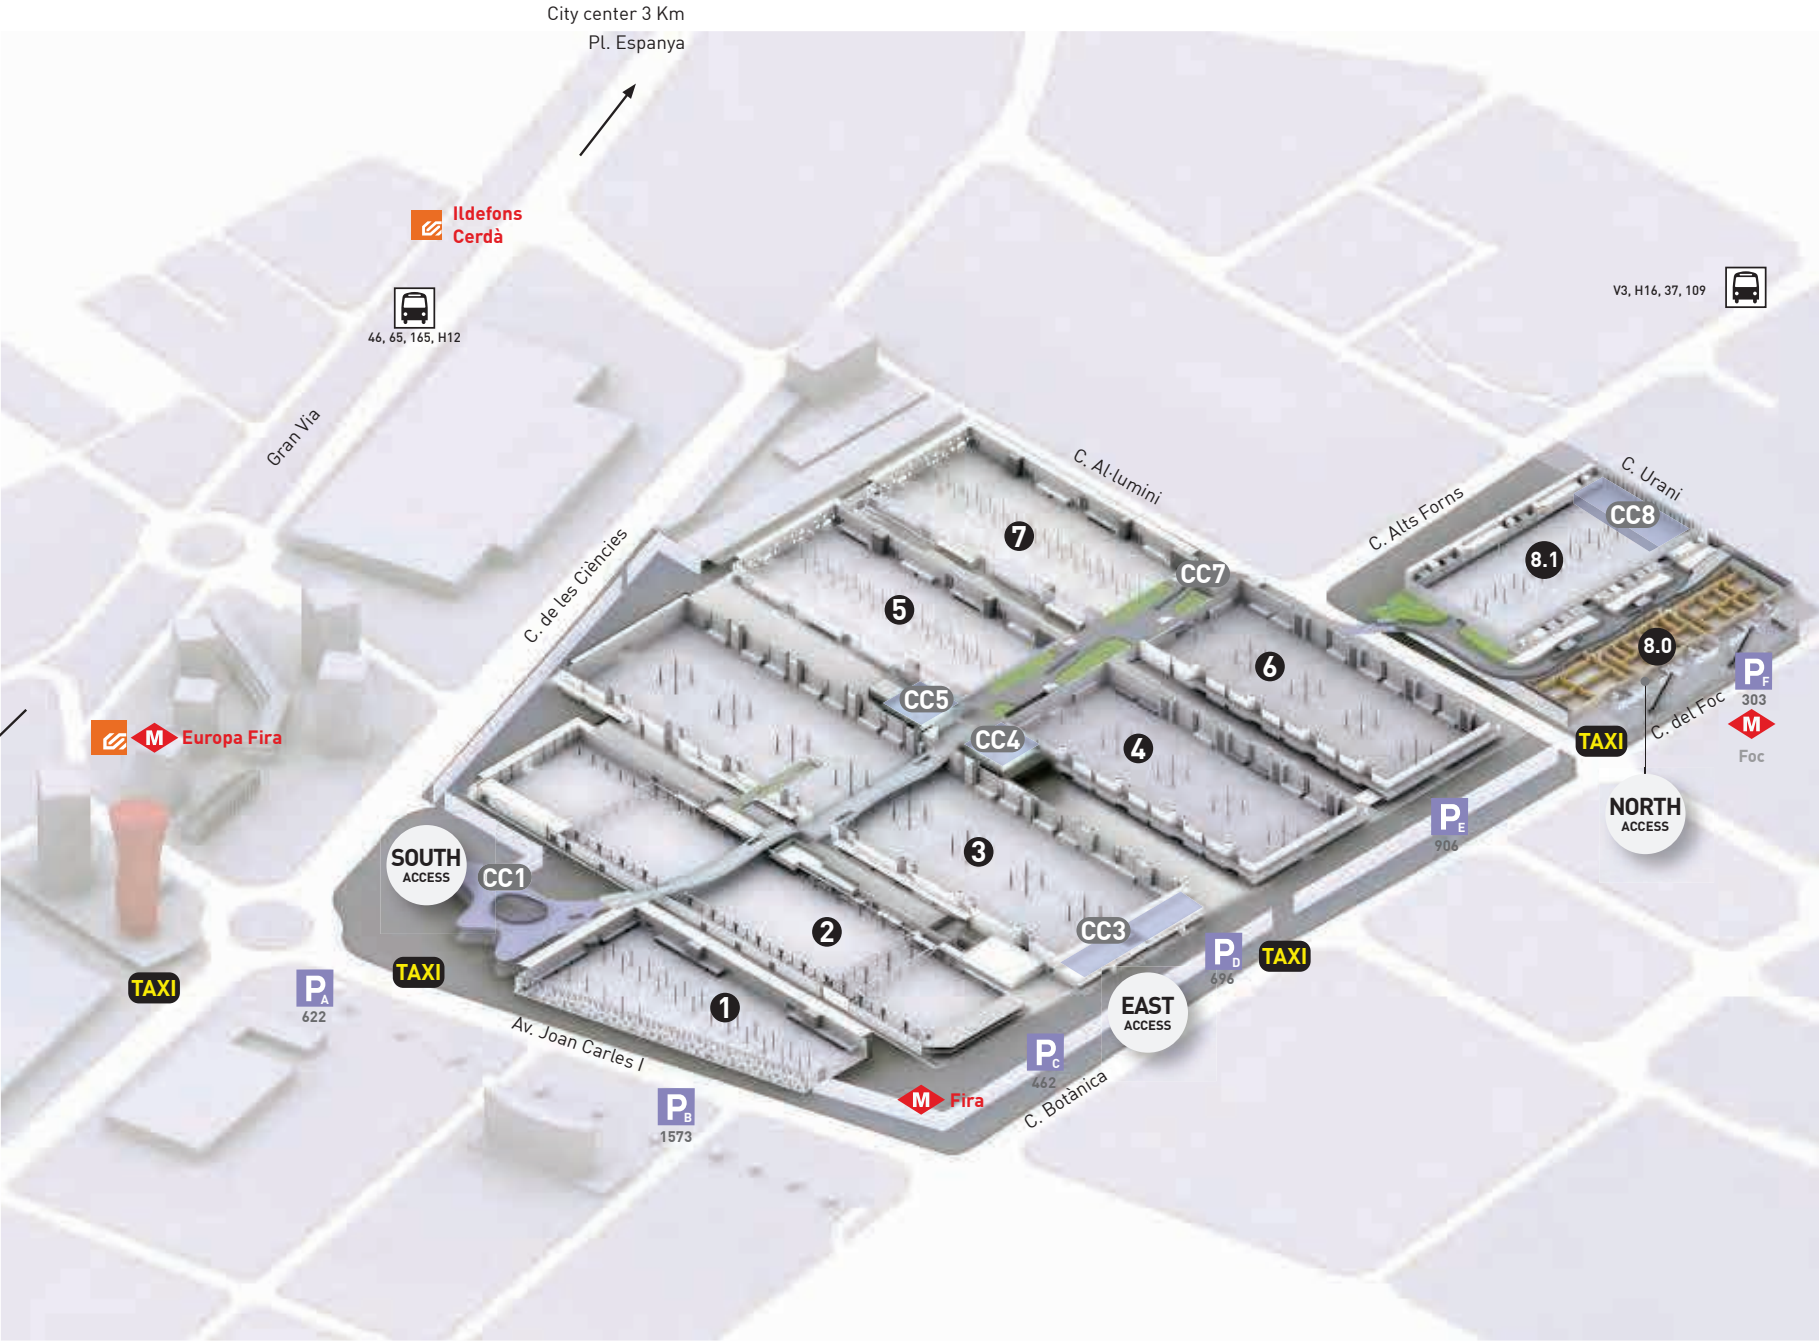 City center 3 Km
Pl. Espanya
Ildefons
Cerdà
V3, H16, 37, 109
46, 65, 165, H12
Gran Via
C. Al·lumini
C. Urani
C. Alts Forns
CC8
7
8.1
C. de les Ciències
CC7
5
8.0
6
P F
303
CC5
C. del Foc
M
M Europa Fira
CC4
4
TAXI
Foc
NORTH
ACCESS
P E
906
SOUTH
ACCESS
CC1
3
2
CC3
P D
696
TAXI
TAXI
TAXI
P A
622
1
EAST
ACCESS
Av. Joan Carles I
P C
462
M Fira
C. Botànica
P B
1573